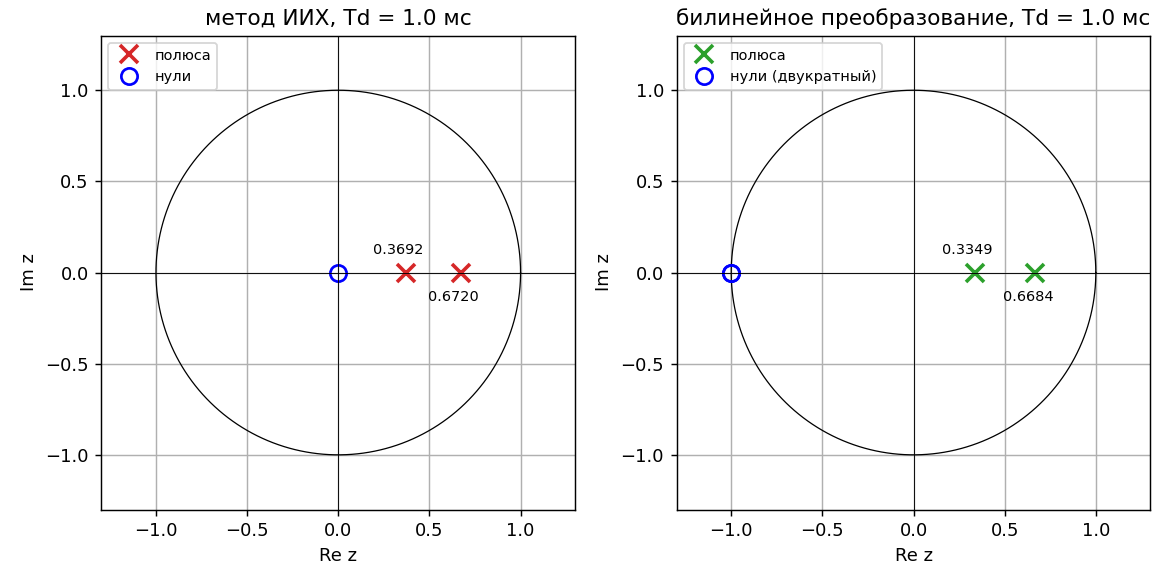 метод ИИХ, Td = 1.0 мс
полюса
нули
1.0
0.5
0.0
−0.5
−1.0
Im z
0.3692
0.6720
−1.0 −0.5 0.0 0.5 1.0
Re z
билинейное преобразование, Td = 1.0 мс
полюса
нули (двукратный)
1.0
0.5
0.0
−0.5
−1.0
Im z
0.3349
0.6684
−1.0 −0.5 0.0 0.5 1.0
Re z